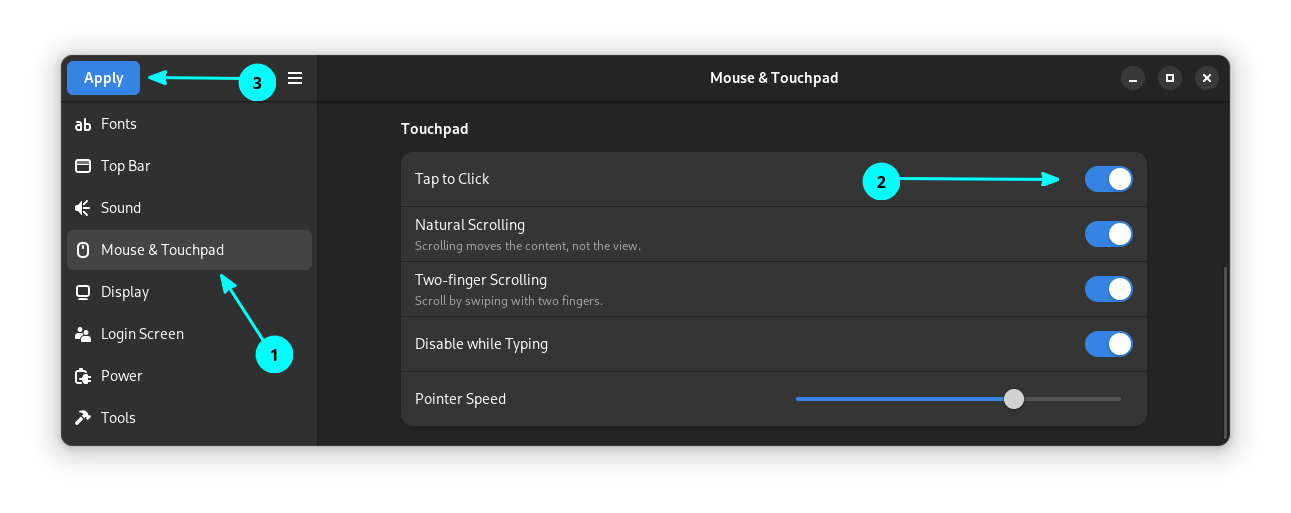 Apply
3
Mouse & Touchpad
Fonts
Top Bar
Sound
Mouse & Touchpad
Display
Login Screen
Power
Tools
1
Touchpad
Tap to Click
2
Natural Scrolling
Scrolling moves the content, not the view.
Two-finger Scrolling
Scroll by swiping with two fingers.
Disable while Typing
Pointer Speed